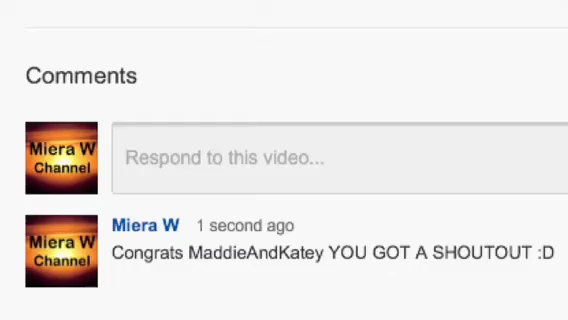 Comments
Miera W
Channel
Respond to this video...
Miera W
Channel
Miera W 1 second ago
Congrats MaddieAndKatey YOU GOT A SHOUTOUT :D